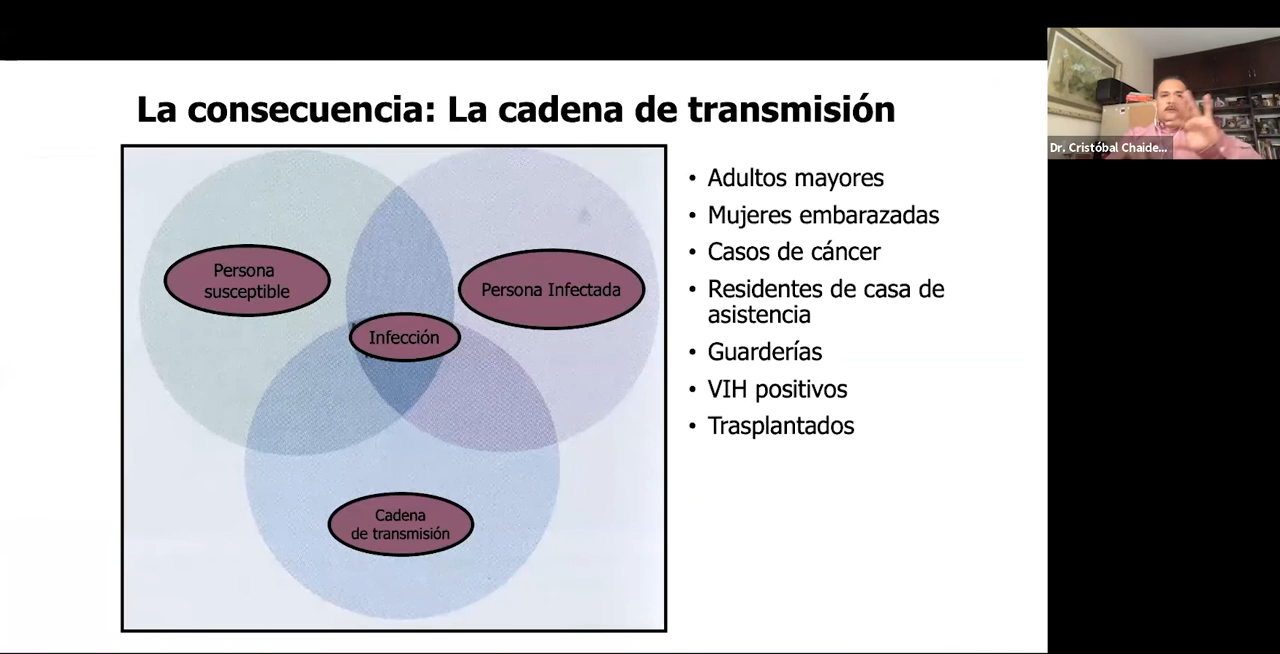 La consecuencia: La cadena de transmisión
Persona
susceptible
Persona Infectada
Infección
Cadena
de transmisión
• Adultos mayores
• Mujeres embarazadas
• Casos de cáncer
• Residentes de casa de
asistencia
• Guarderías
• VIH positivos
• Trasplantados
Dr. Cristóbal Chaide...